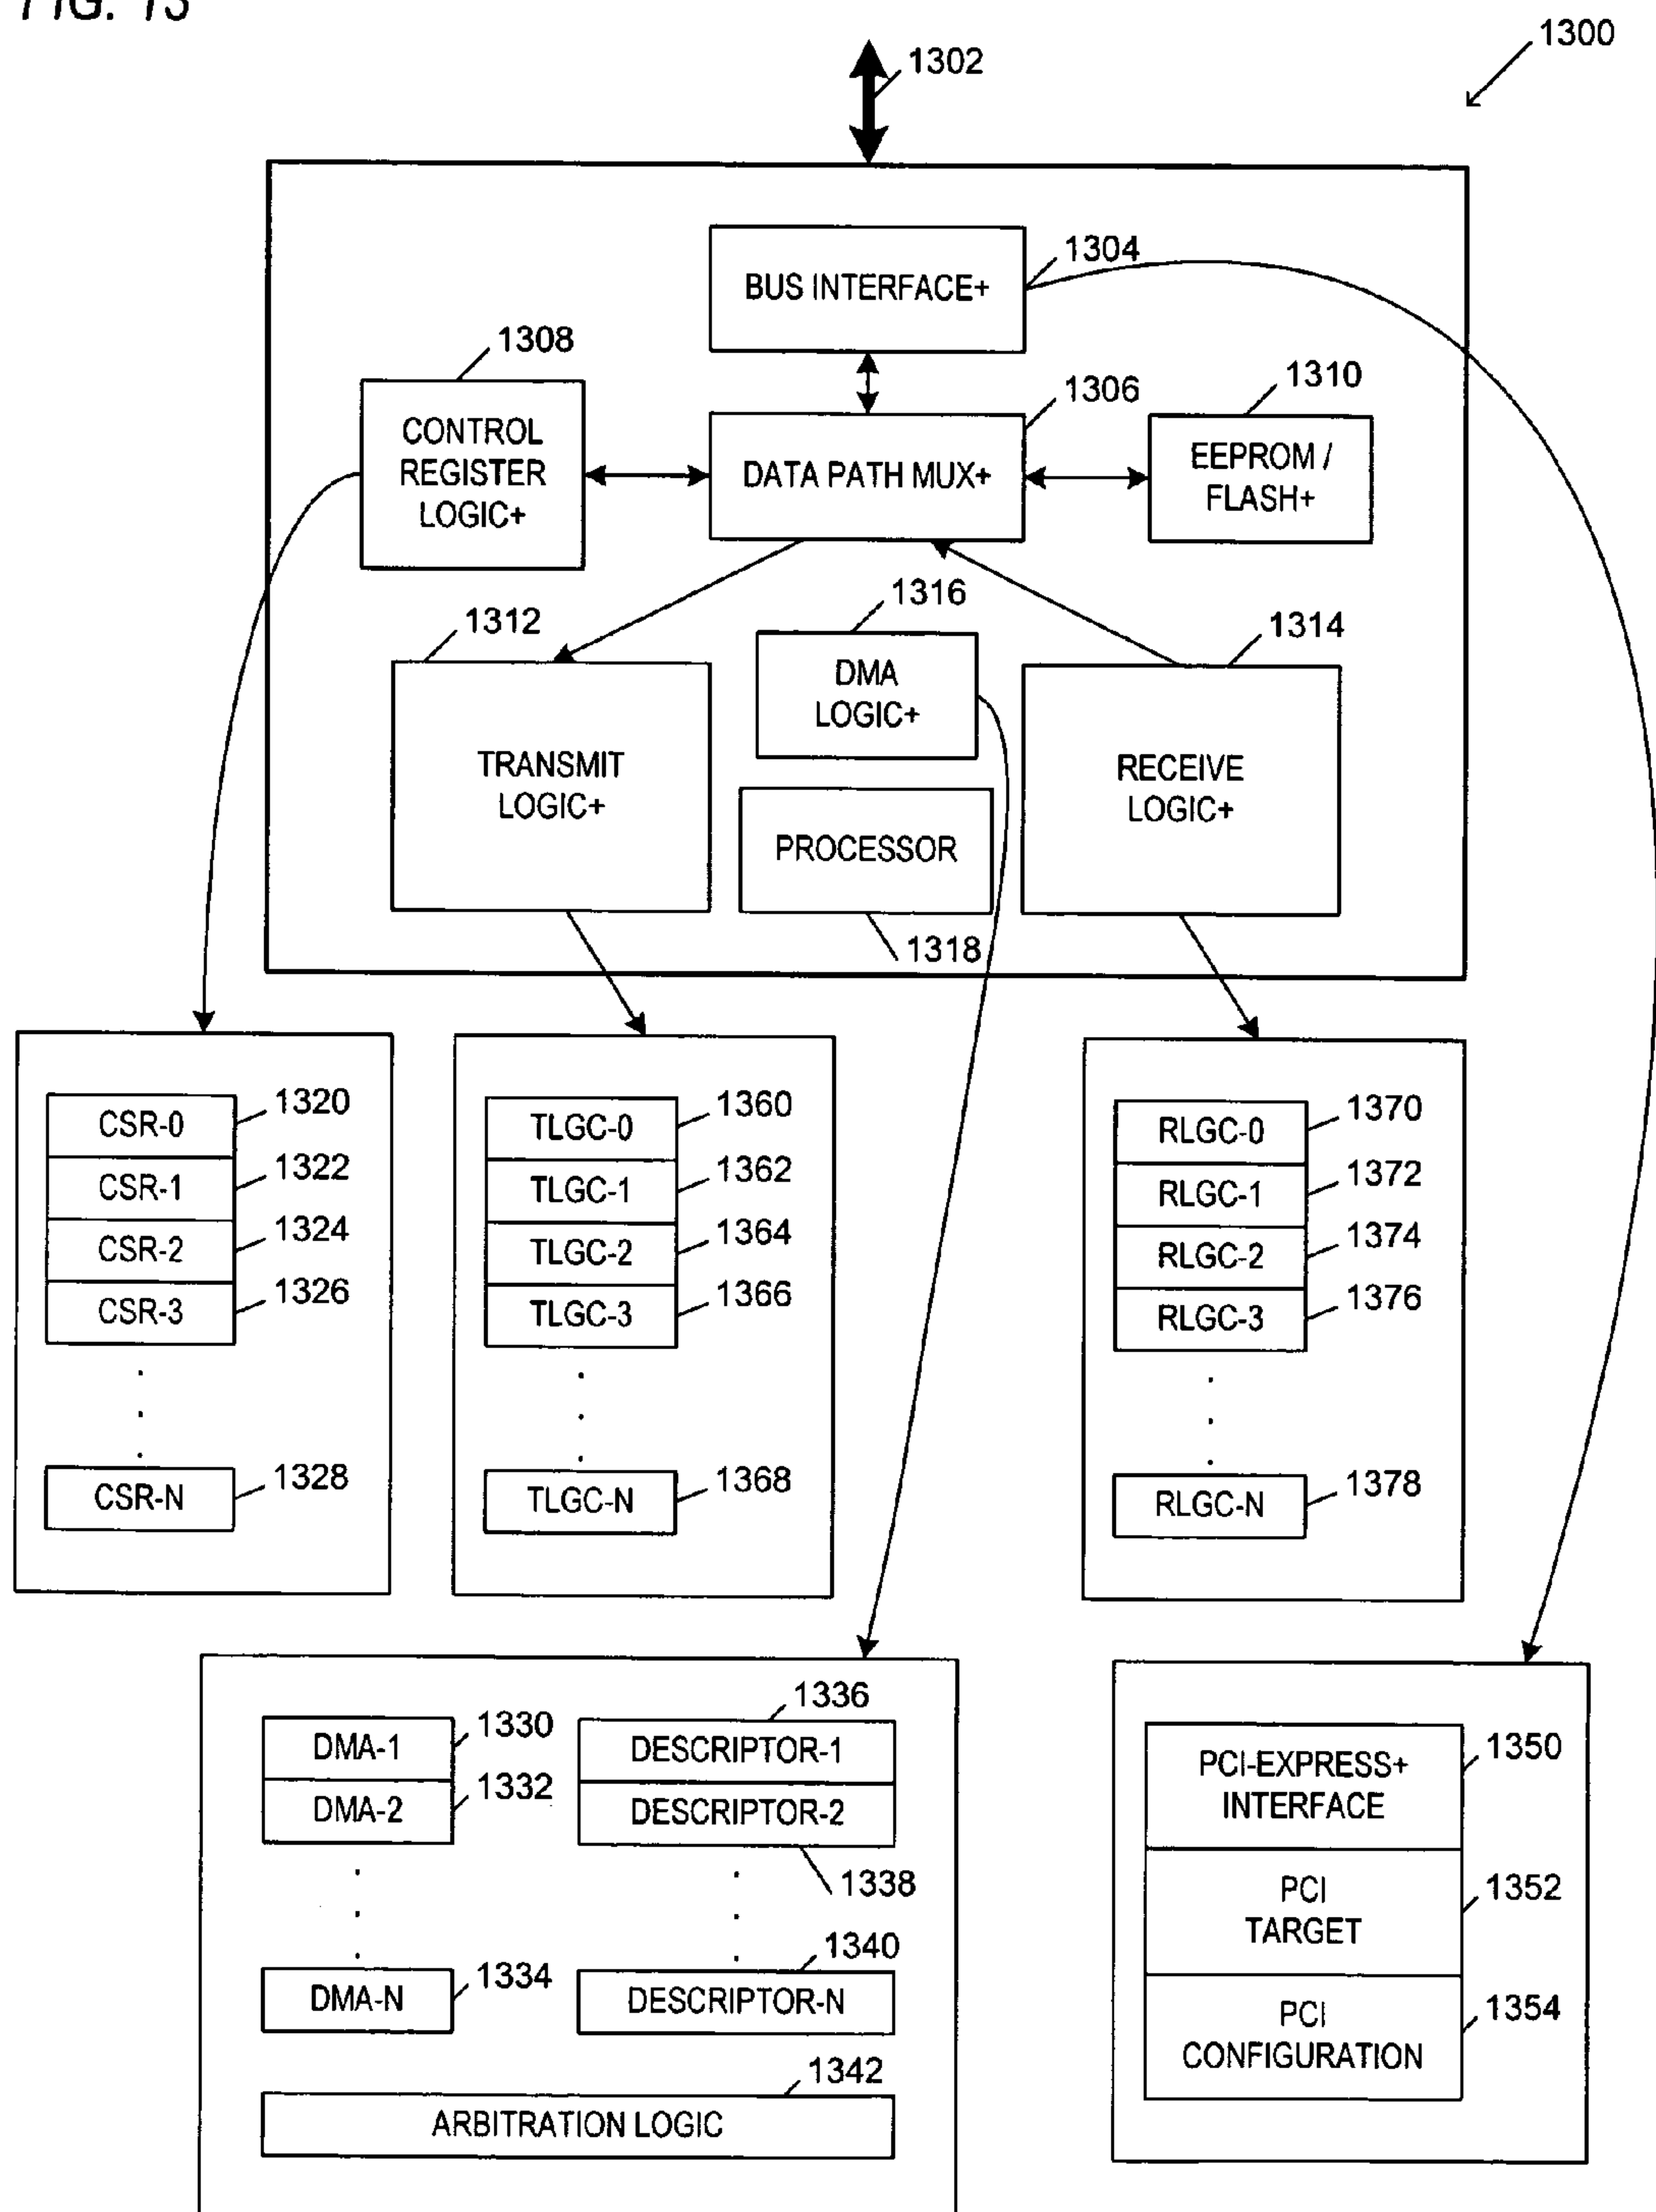 FIG. 13
1300
1302
BUS INTERFACE+
1304
1308
CONTROL
REGISTER
LOGIC+
DATA PATH MUX+
1306
1310
EEPROM /
FLASH+
1312
TRANSMIT
LOGIC+
1316
DMA
LOGIC+
1314
RECEIVE
LOGIC+
PROCESSOR
1318
CSR-0
1320
CSR-1
1322
CSR-2
1324
CSR-3
1326
.
.
.
CSR-N
1328
TLGC-0
1360
TLGC-1
1362
TLGC-2
1364
TLGC-3
1366
.
.
.
TLGC-N
1368
RLGC-0
1370
RLGC-1
1372
RLGC-2
1374
RLGC-3
1376
.
.
.
RLGC-N
1378
DMA-1
1330
DMA-2
1332
.
.
.
DMA-N
1334
1336
DESCRIPTOR-1
DESCRIPTOR-2
1338
.
.
.
1340
DESCRIPTOR-N
1342
ARBITRATION LOGIC
PCI-EXPRESS+
INTERFACE
1350
PCI
TARGET
1352
PCI
CONFIGURATION
1354